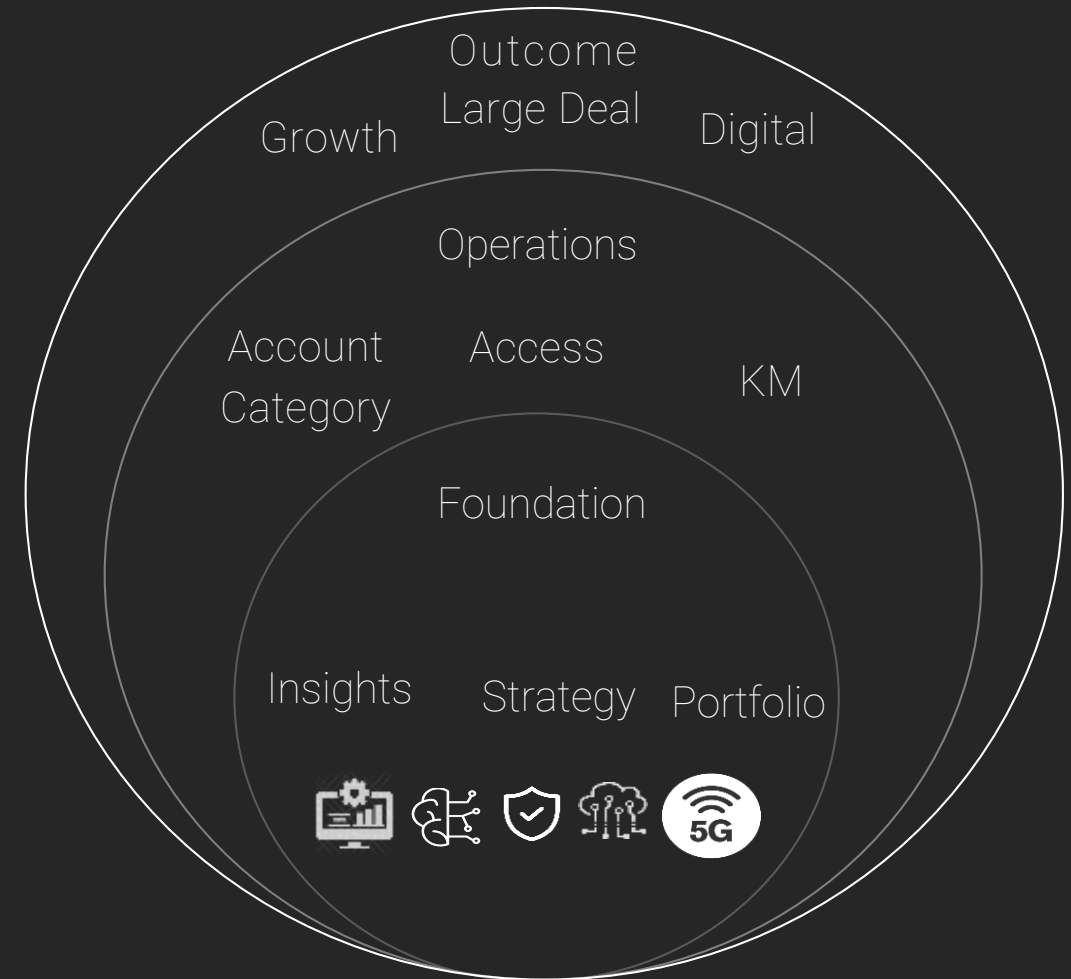 Outcome
Growth
Large Deal
Digital
Operations
Account
Category
Access
KM
Foundation
Insights
Strategy
Portfolio
5G